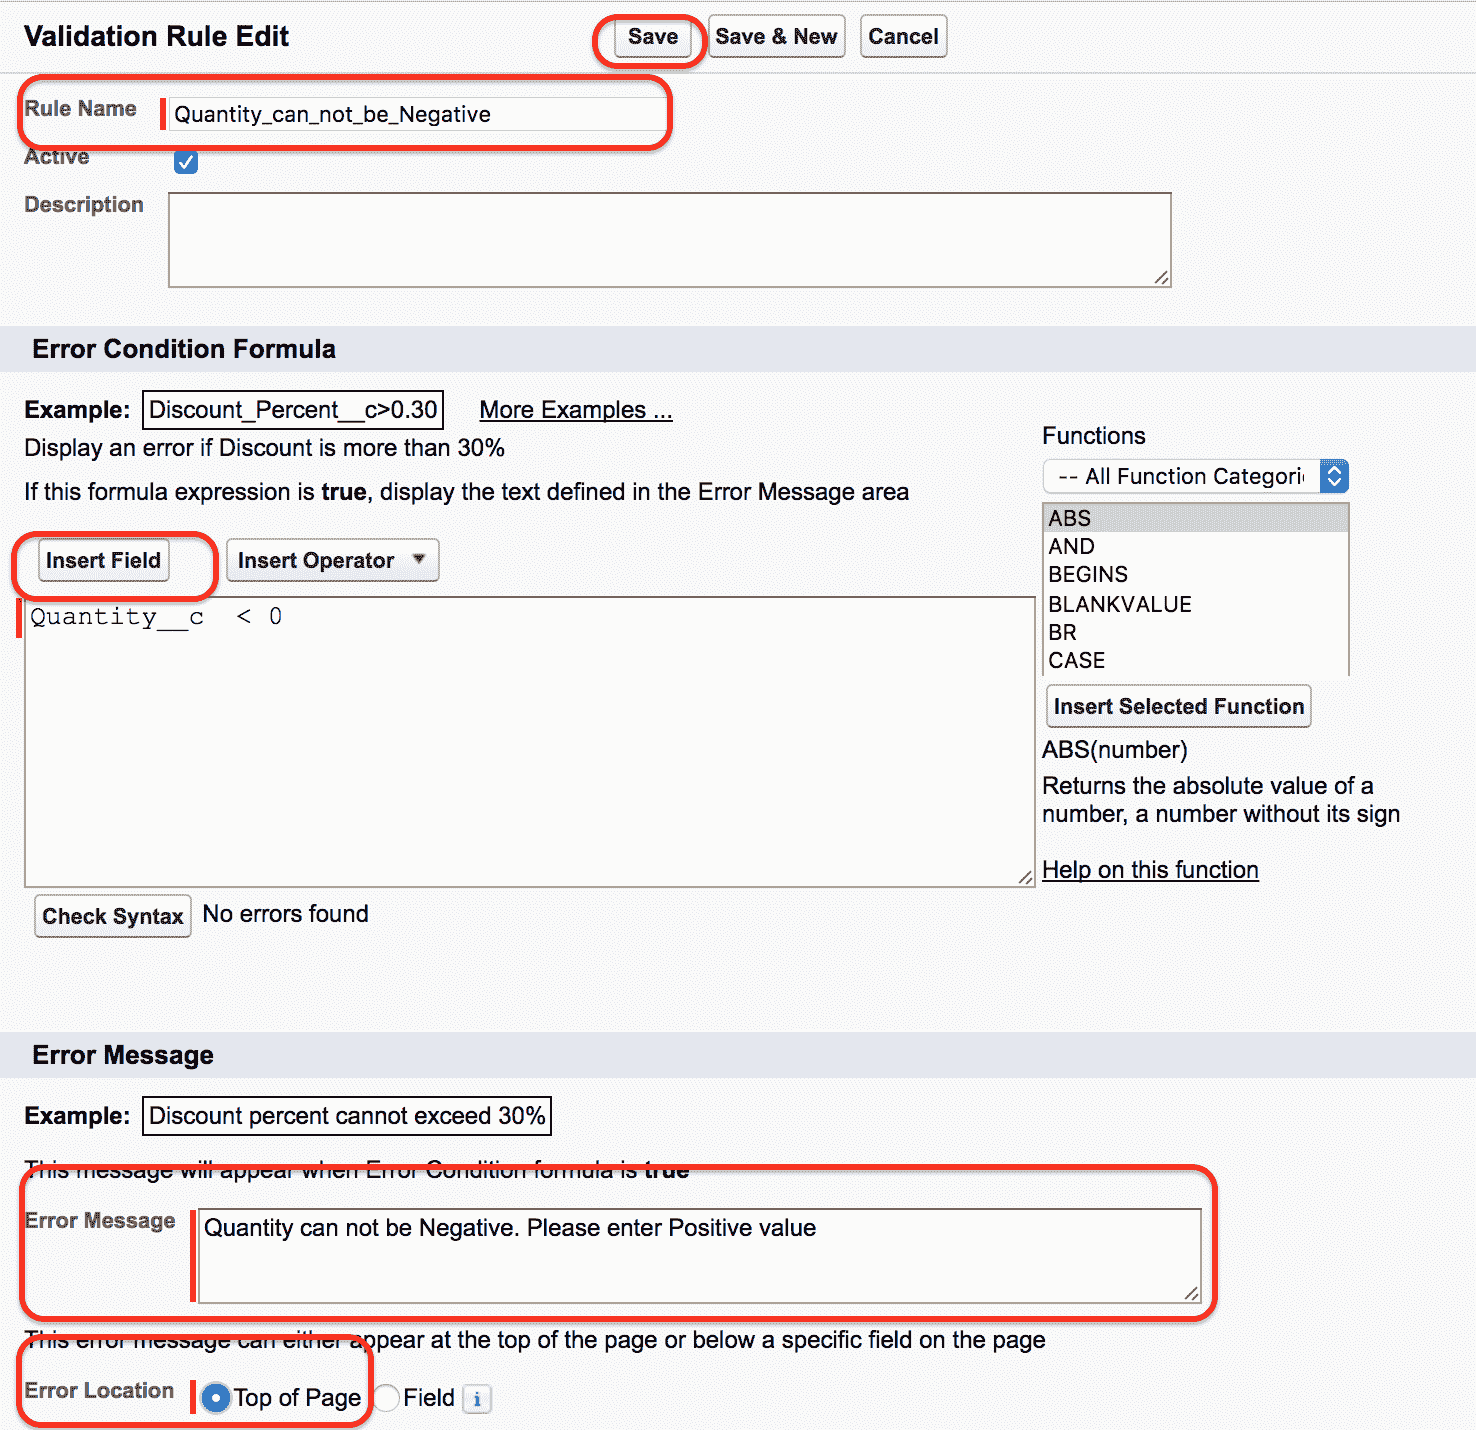 Validation Rule Edit
Save
Save & New
Cancel
Rule Name
Quantity_can_not_be_Negative
Active
Description
Error Condition Formula
Example: Discount_Percent__c>0.30 More Examples ...
Display an error if Discount is more than 30%
If this formula expression is true, display the text defined in the Error Message area
Insert Field
Insert Operator
Quantity__c < 0
Functions
-- All Function Categori
ABS
AND
BEGINS
BLANKVALUE
BR
CASE
Insert Selected Function
ABS(number)
Returns the absolute value of a
number, a number without its sign
Help on this function
Check Syntax No errors found
Error Message
Example: Discount percent cannot exceed 30%
This message will appear when Error Condition formula is true
Error Message
Quantity can not be Negative. Please enter Positive value
This error message can either appear at the top of the page or below a specific field on the page
Error Location
Top of Page
Field
i